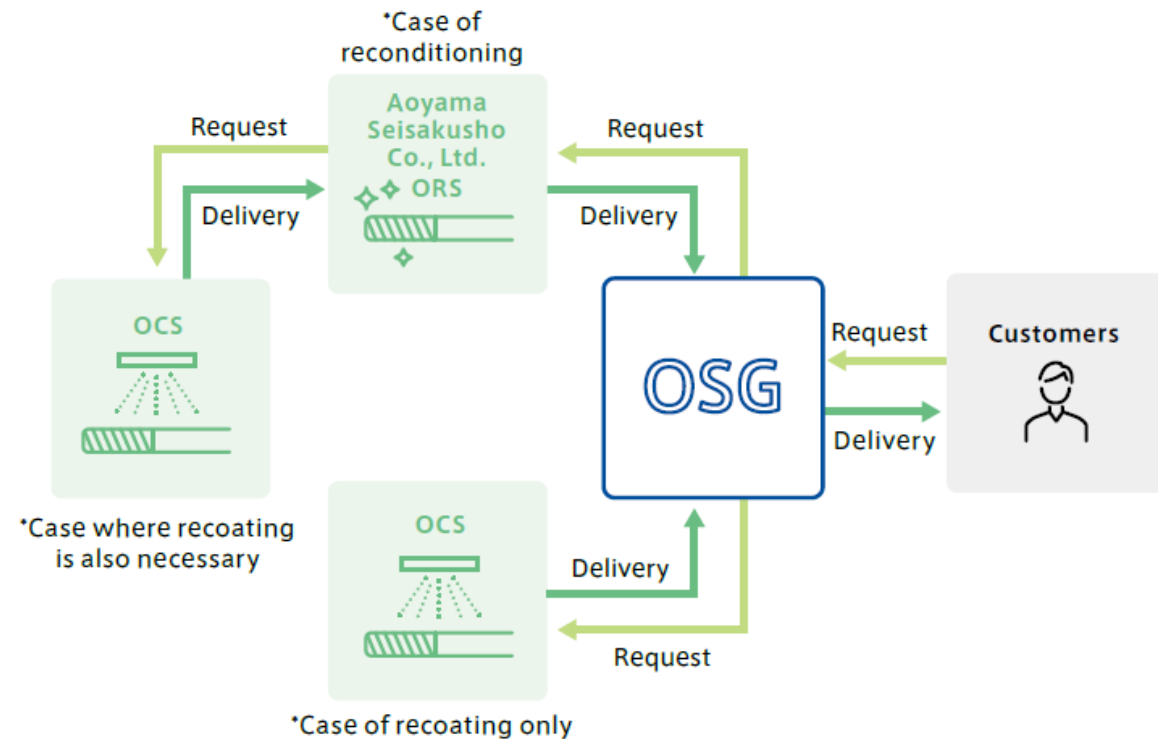 *Case of
reconditioning
Aoyama
Seisakusho
Co., Ltd.
ORS
Request
Delivery
Request
Delivery
OCS
*Case where recoating
is also necessary
OSG
Request
Delivery
Customers
OCS
Delivery
Request
*Case of recoating only